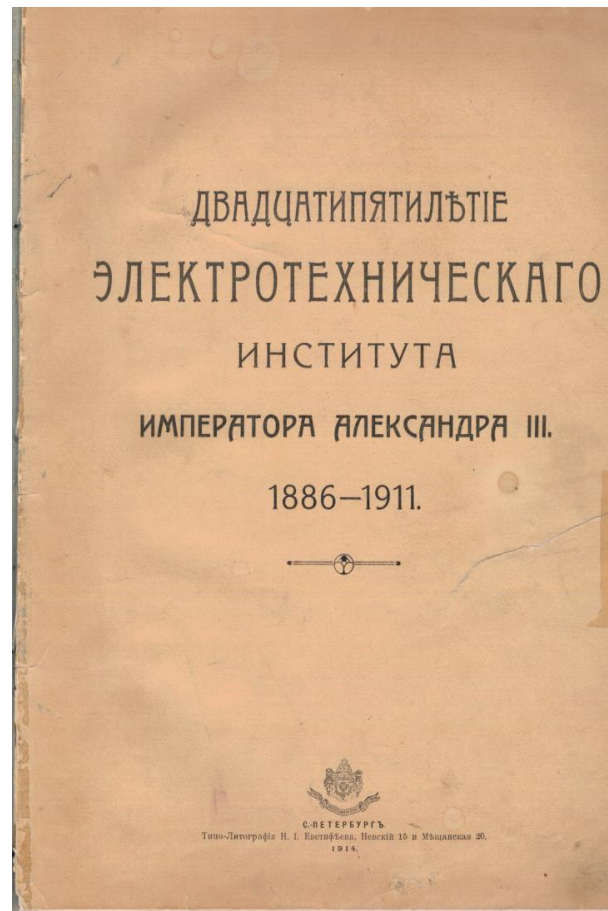 ДВАДЦАТИПЯТИЛѢТІЕ
ЭЛЕКТРОТЕХНИЧЕСКАГО
ИНСТИТУТА
ИМПЕРАТОРА АЛЕКСАНДРА III.
1886—1911.
С.-ПЕТЕРБУРГЪ.
Типо-Литографія Н. І. Евстифѣева, Невскій 15 и Мѣщанская 20.
1914.